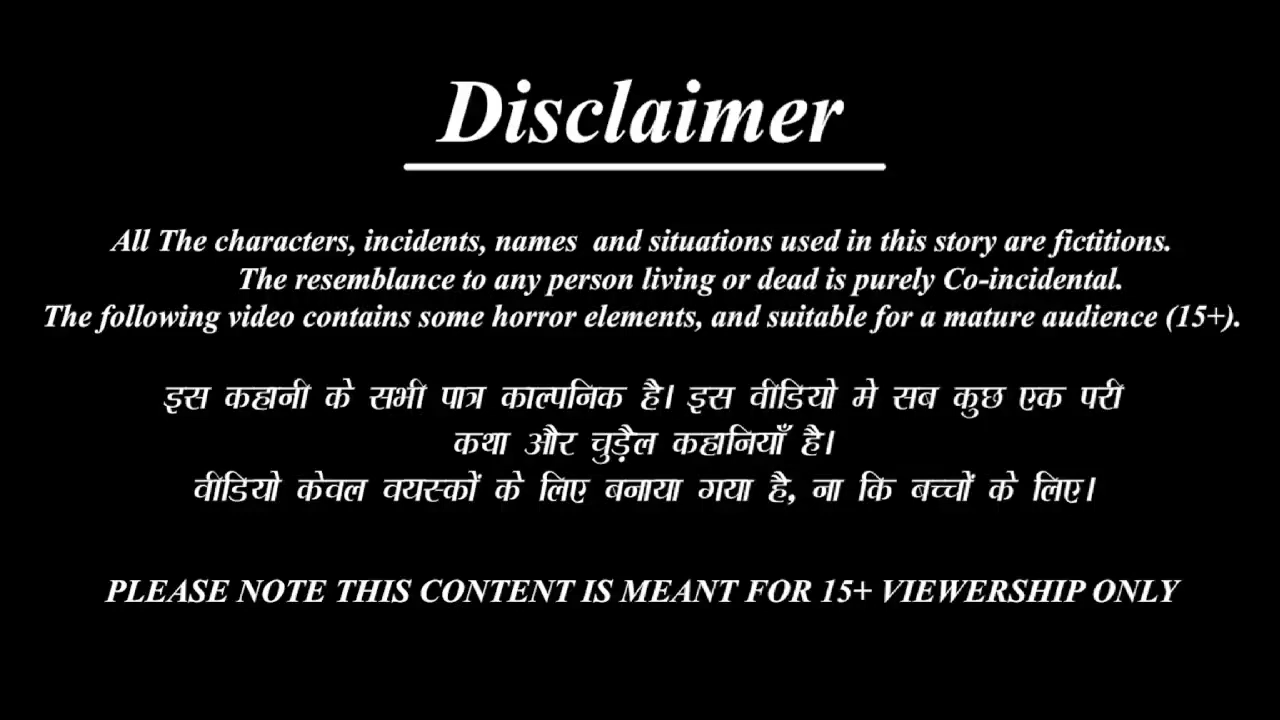 Disclaimer
All The characters, incidents, names and situations used in this story are fictitions.
The resemblance to any person living or dead is purely Co-incidental.
The following video contains some horror elements, and suitable for a mature audience (15+).
इस कहानी के सभी पात्र काल्पनिक है। इस वीडियो मे सब कुछ एक परी
कथा और चुड़ैल कहानियाँ है।
वीडियो केवल वयस्कों के लिए बनाया गया है, ना कि बच्चों के लिए।
PLEASE NOTE THIS CONTENT IS MEANT FOR 15+ VIEWERSHIP ONLY